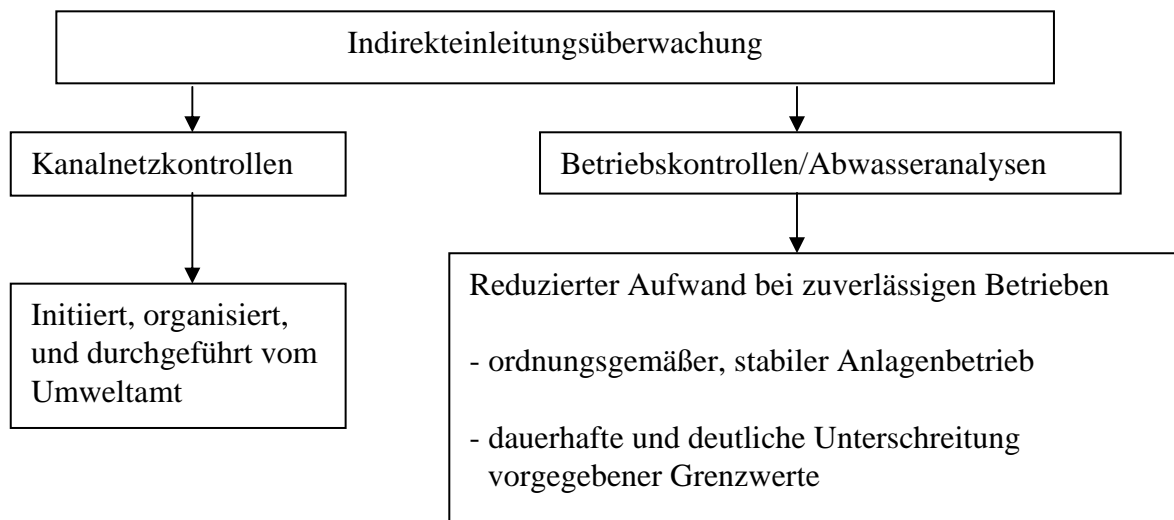 Indirekteinleitungsüberwachung
Kanalnetzkontrollen
Betriebskontrollen/Abwasseranalysen
Initiiert, organisiert,
und durchgeführt vom
Umweltamt
Reduzierter Aufwand bei zuverlässigen Betrieben
- ordnungsgemäßer, stabiler Anlagenbetrieb
- dauerhafte und deutliche Unterschreitung
vorgegebener Grenzwerte